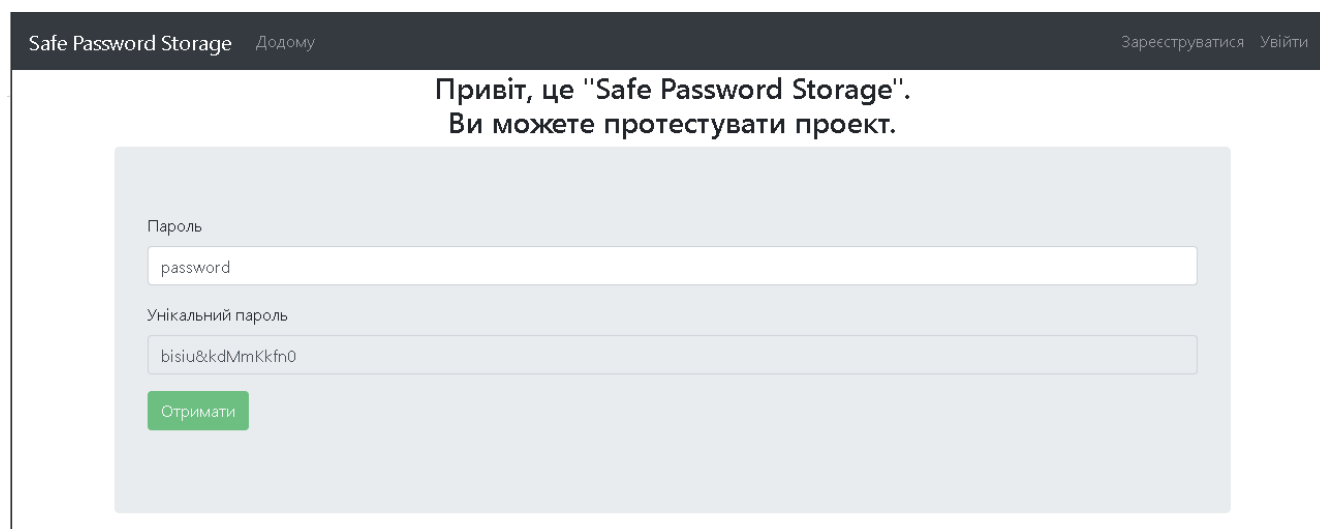 Safe Password Storage Додому Зареєструватися Увійти
Привіт, це "Safe Password Storage".
Ви можете протестувати проект.
Пароль
password
Унікальний пароль
bisiu&kdMmKkfn0
Отримати